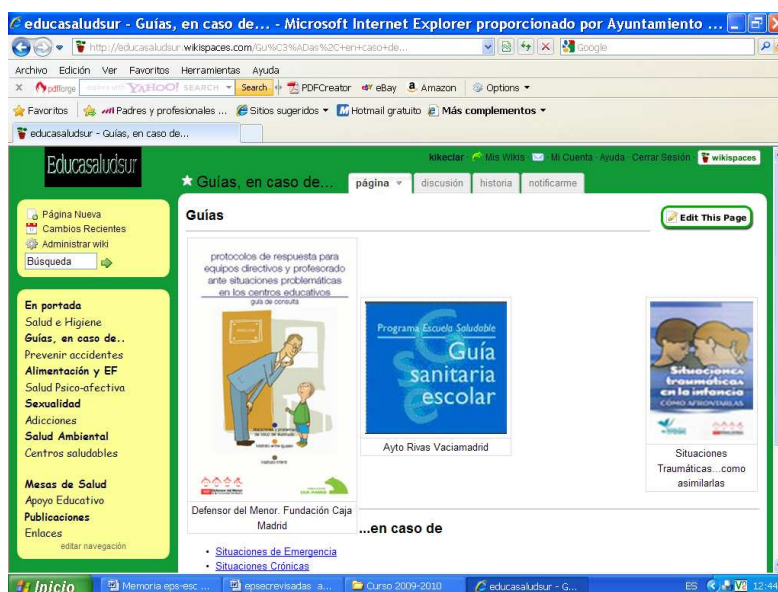 educasaludsur - Guías, en caso de... - Microsoft Internet Explorer proporcionado por Ayuntamiento ...
http://educasaludsur.wikispaces.com/Gu%C3%ADas%2C+en+caso+de...
Google
Archivo Edición Ver Favoritos Herramientas Ayuda
pdfforge YAHOO! SEARCH Search PDFCreator eBay Amazon Options
Favoritos Padres y profesionales ... Sitios sugeridos Hotmail gratuito Más complementos
educasaludsur - Guías, en caso de...
Educasaludsur
kikeclar · Mis Wikis · Mi Cuenta · Ayuda · Cerrar Sesión · wikispaces
Guías, en caso de...
página discusión historia notificarme
Página Nueva
Cambios Recientes
Administrar wiki
Búsqueda
En portada
Salud e Higiene
Guías, en caso de..
Prevenir accidentes
Alimentación y EF
Salud Psico-afectiva
Sexualidad
Adicciones
Salud Ambiental
Centros saludables
Mesas de Salud
Apoyo Educativo
Publicaciones
Enlaces
editar navegación
Guías
Edit This Page
protocolos de respuesta para
equipos directivos y profesorado
ante situaciones problemáticas
en los centros educativos
guía de consulta
Defensor del Menor. Fundación Caja
Madrid
Programa Escuela Saludable
Guía
sanitaria
escolar
Ayto Rivas Vaciamadrid
Situaciones
traumáticas
en la infancia
CÓMO AFRONTARLAS
Situaciones
Traumáticas...como
asimilarlas
...en caso de
Situaciones de Emergencia
Situaciones Crónicas
Inicio
Memoria eps-esc ...
epsecrevisadas a...
Curso 2009-2010
educasaludsur - G...
ES
12:44